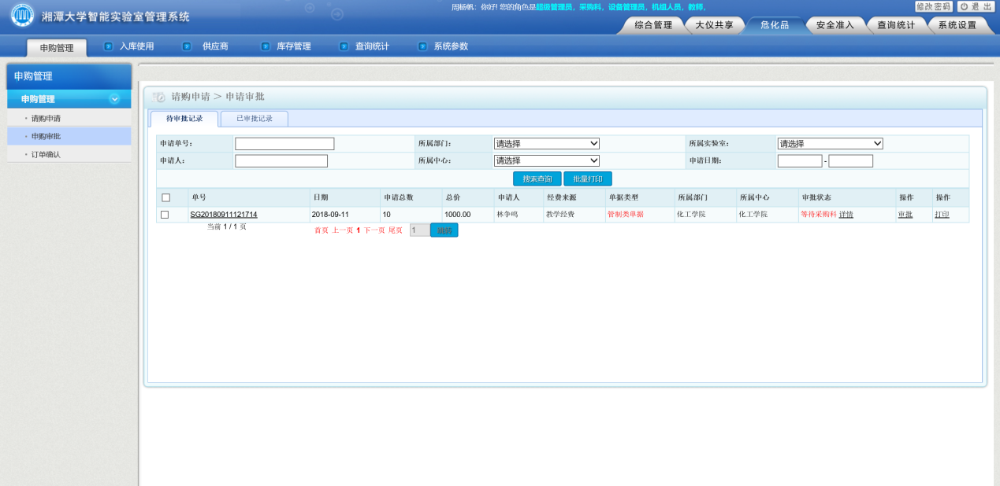 周杨帆：你好! 您的角色是超级管理员，采购科，设备管理员，机组人员，教师，
修改密码 退 出
湘潭大学智能实验室管理系统
综合管理 大仪共享 危化品 安全准入 查询统计 系统设置
申购管理 入库使用 供应商 库存管理 查询统计 系统参数
申购管理
申购管理
· 请购申请
· 申购审批
· 订单确认
请购申请 > 申请审批
待审批记录 已审批记录
申请单号： 所属部门： 请选择 所属实验室： 请选择
申请人： 所属中心： 请选择 申请日期： -
搜索查询 批量打印
单号 日期 申请总数 总价 申请人 经费来源 单据类型 所属部门 所属中心 审批状态 操作 操作
SG20180911121714 2018-09-11 10 1000.00 林争鸣 教学经费 管制类单据 化工学院 化工学院 等待采购科 详情 审批 打印
当前 1 / 1 页 首页 上一页 1 下一页 尾页 1 跳转